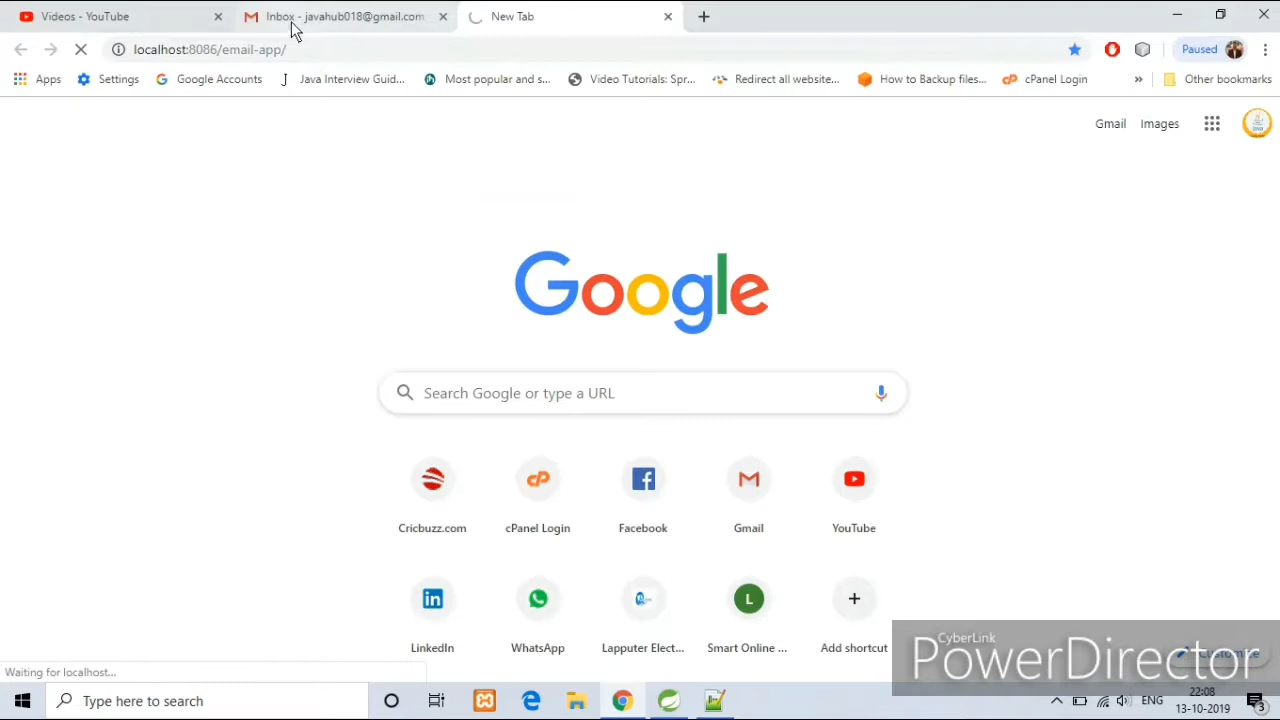 Videos - YouTube
Inbox - javahub018@gmail.com
New Tab
localhost:8086/email-app/
Paused
Apps
Settings
Google Accounts
Java Interview Guid...
Most popular and s...
Video Tutorials: Spr...
Redirect all website...
How to Backup files...
cPanel Login
»
Other bookmarks
Gmail
Images
Google
Search Google or type a URL
Cricbuzz.com
cPanel Login
Facebook
Gmail
YouTube
L
LinkedIn
WhatsApp
Lapputer Elect...
Smart Online ...
Add shortcut
CyberLink
PowerDirector
Customize
Waiting for localhost...
Type here to search
ENG
22:08
13-10-2019
3